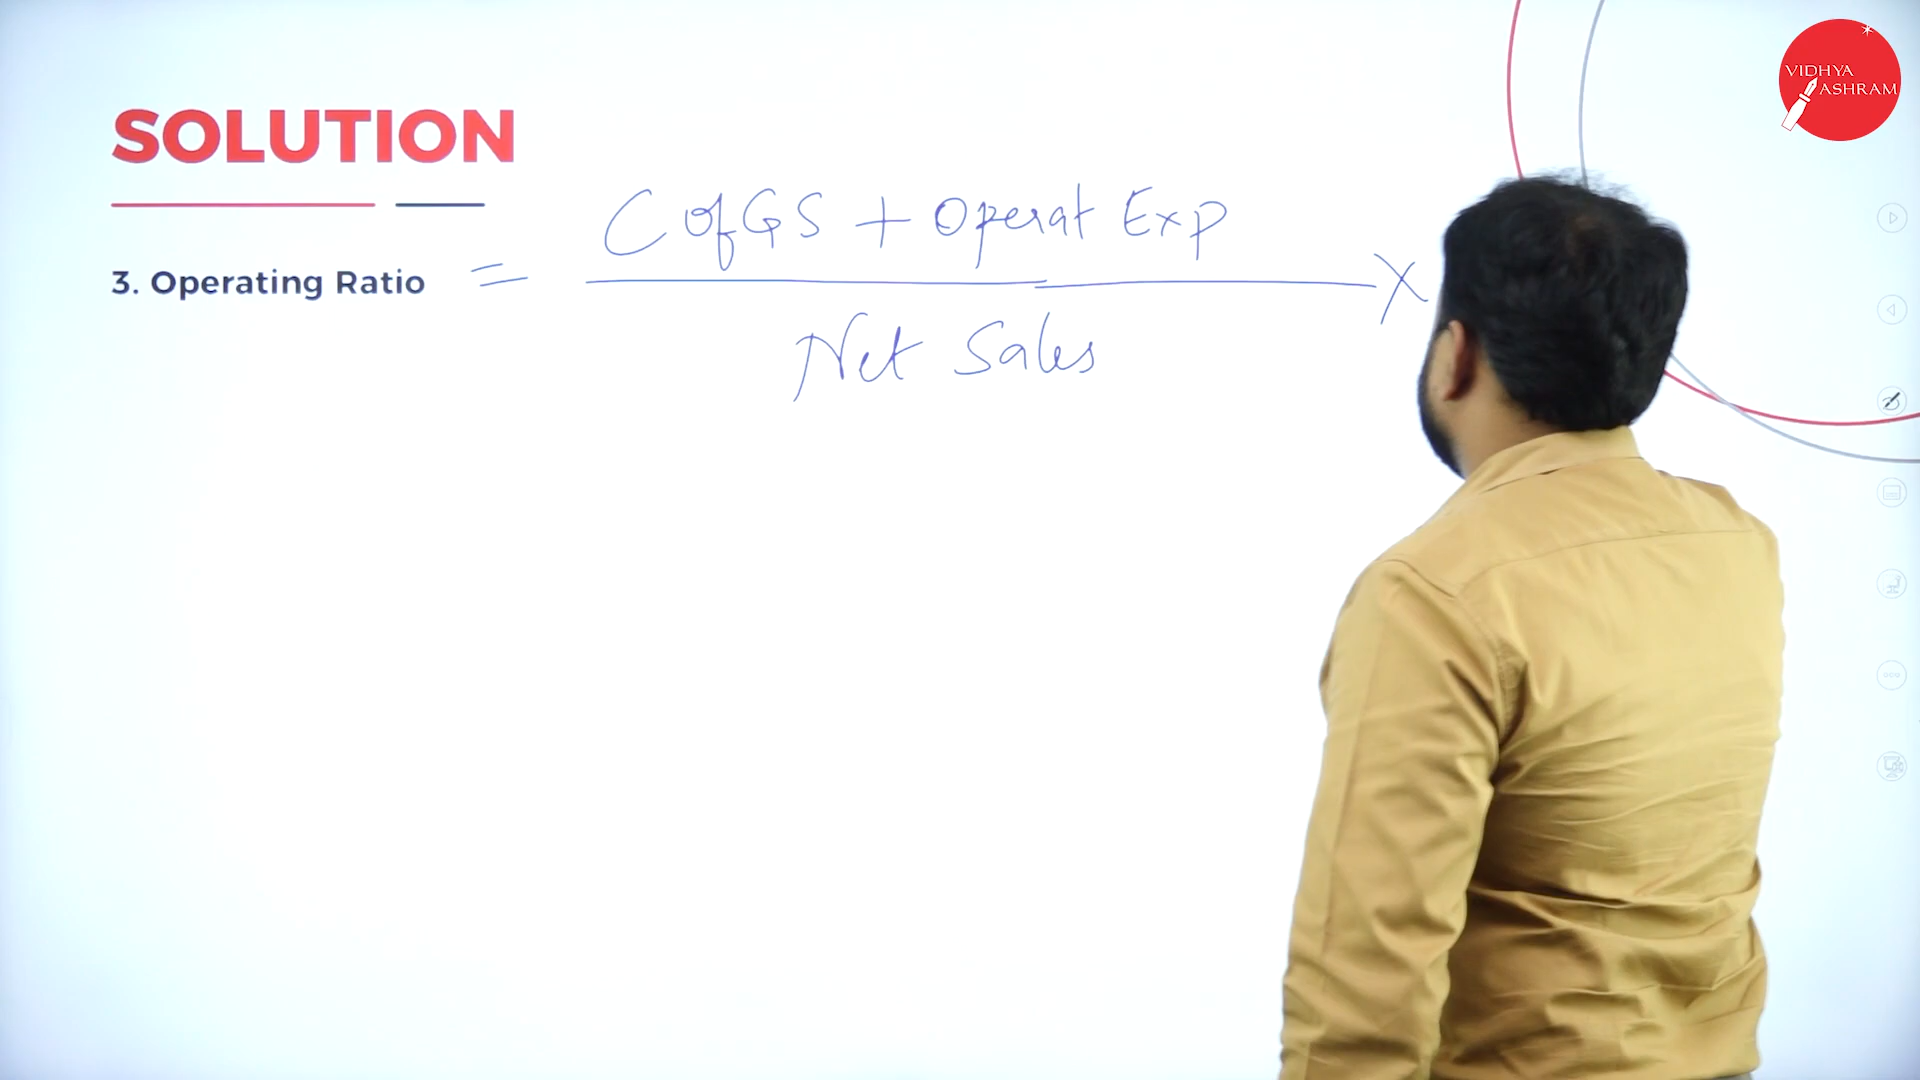 VIDHYA
ASHRAM
SOLUTION
C of GS + Operat Exp
3. Operating Ratio = ×
Net Sales